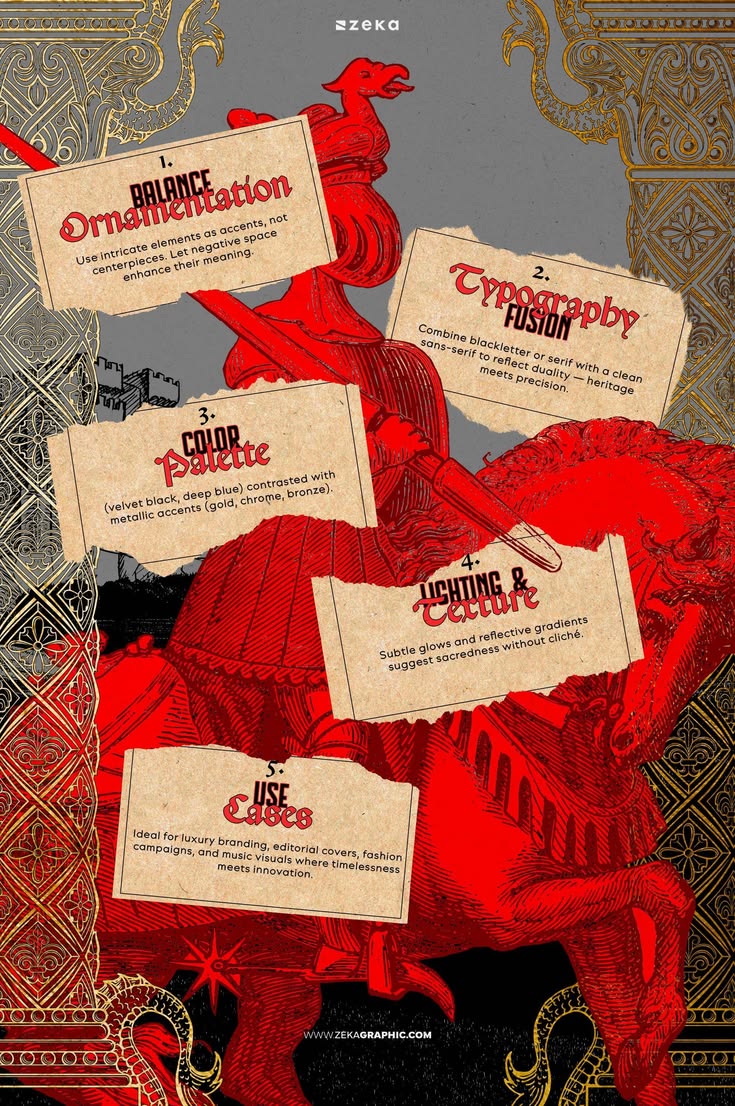 zeka
1.
BALANCE
Ornamentation
Use intricate elements as accents, not
centerpieces. Let negative space
enhance their meaning.
2.
Typography
FUSION
Combine blackletter or serif with a clean
sans-serif to reflect duality — heritage
meets precision.
3.
COLOR
Palette
(velvet black, deep blue) contrasted with
metallic accents (gold, chrome, bronze).
4.
LIGHTING &
Texture
Subtle glows and reflective gradients
suggest sacredness without cliché.
5.
USE
Cases
Ideal for luxury branding, editorial covers, fashion
campaigns, and music visuals where timelessness
meets innovation.
WWW.ZEKAGRAPHIC.COM